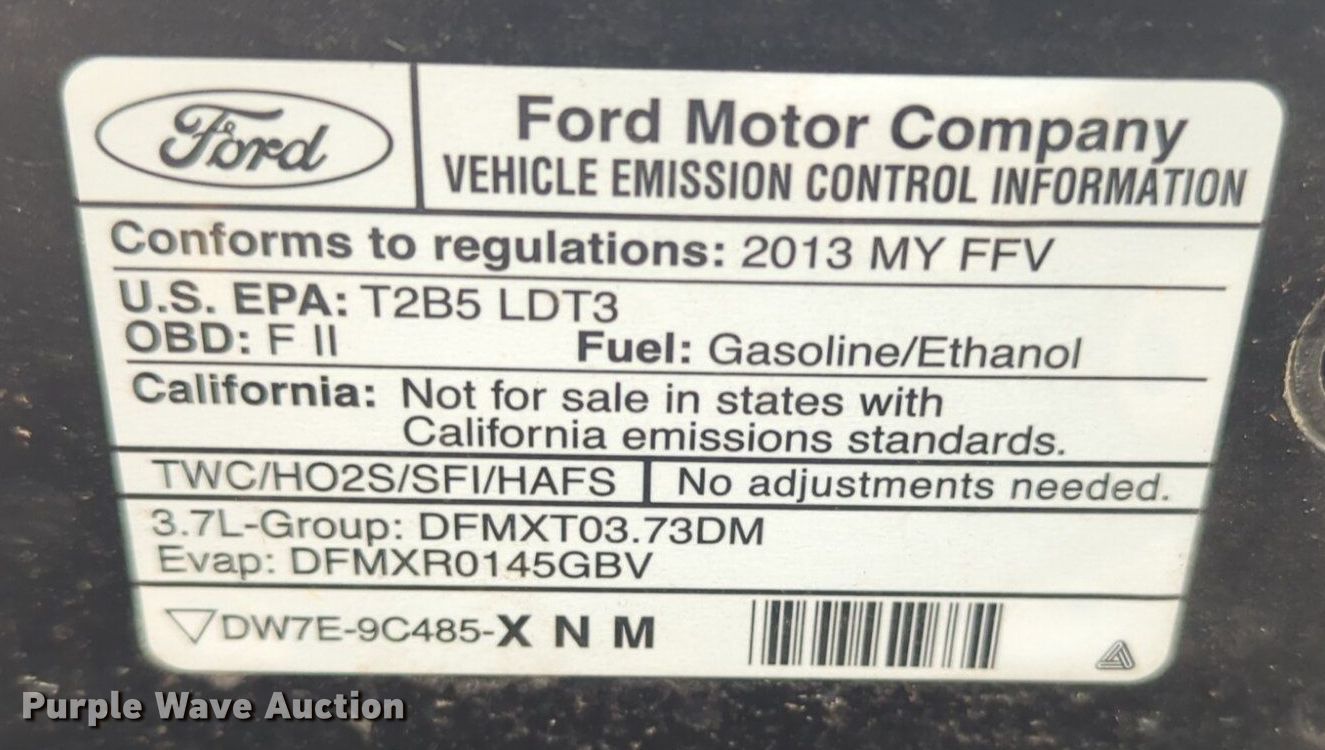 Ford
Ford Motor Company
VEHICLE EMISSION CONTROL INFORMATION
Conforms to regulations: 2013 MY FFV
U.S. EPA: T2B5 LDT3
OBD: F II Fuel: Gasoline/Ethanol
California: Not for sale in states with
California emissions standards.
TWC/HO2S/SFI/HAFS No adjustments needed.
3.7L-Group: DFMXT03.73DM
Evap: DFMXR0145GBV
DW7E-9C485-X N M
Purple Wave Auction